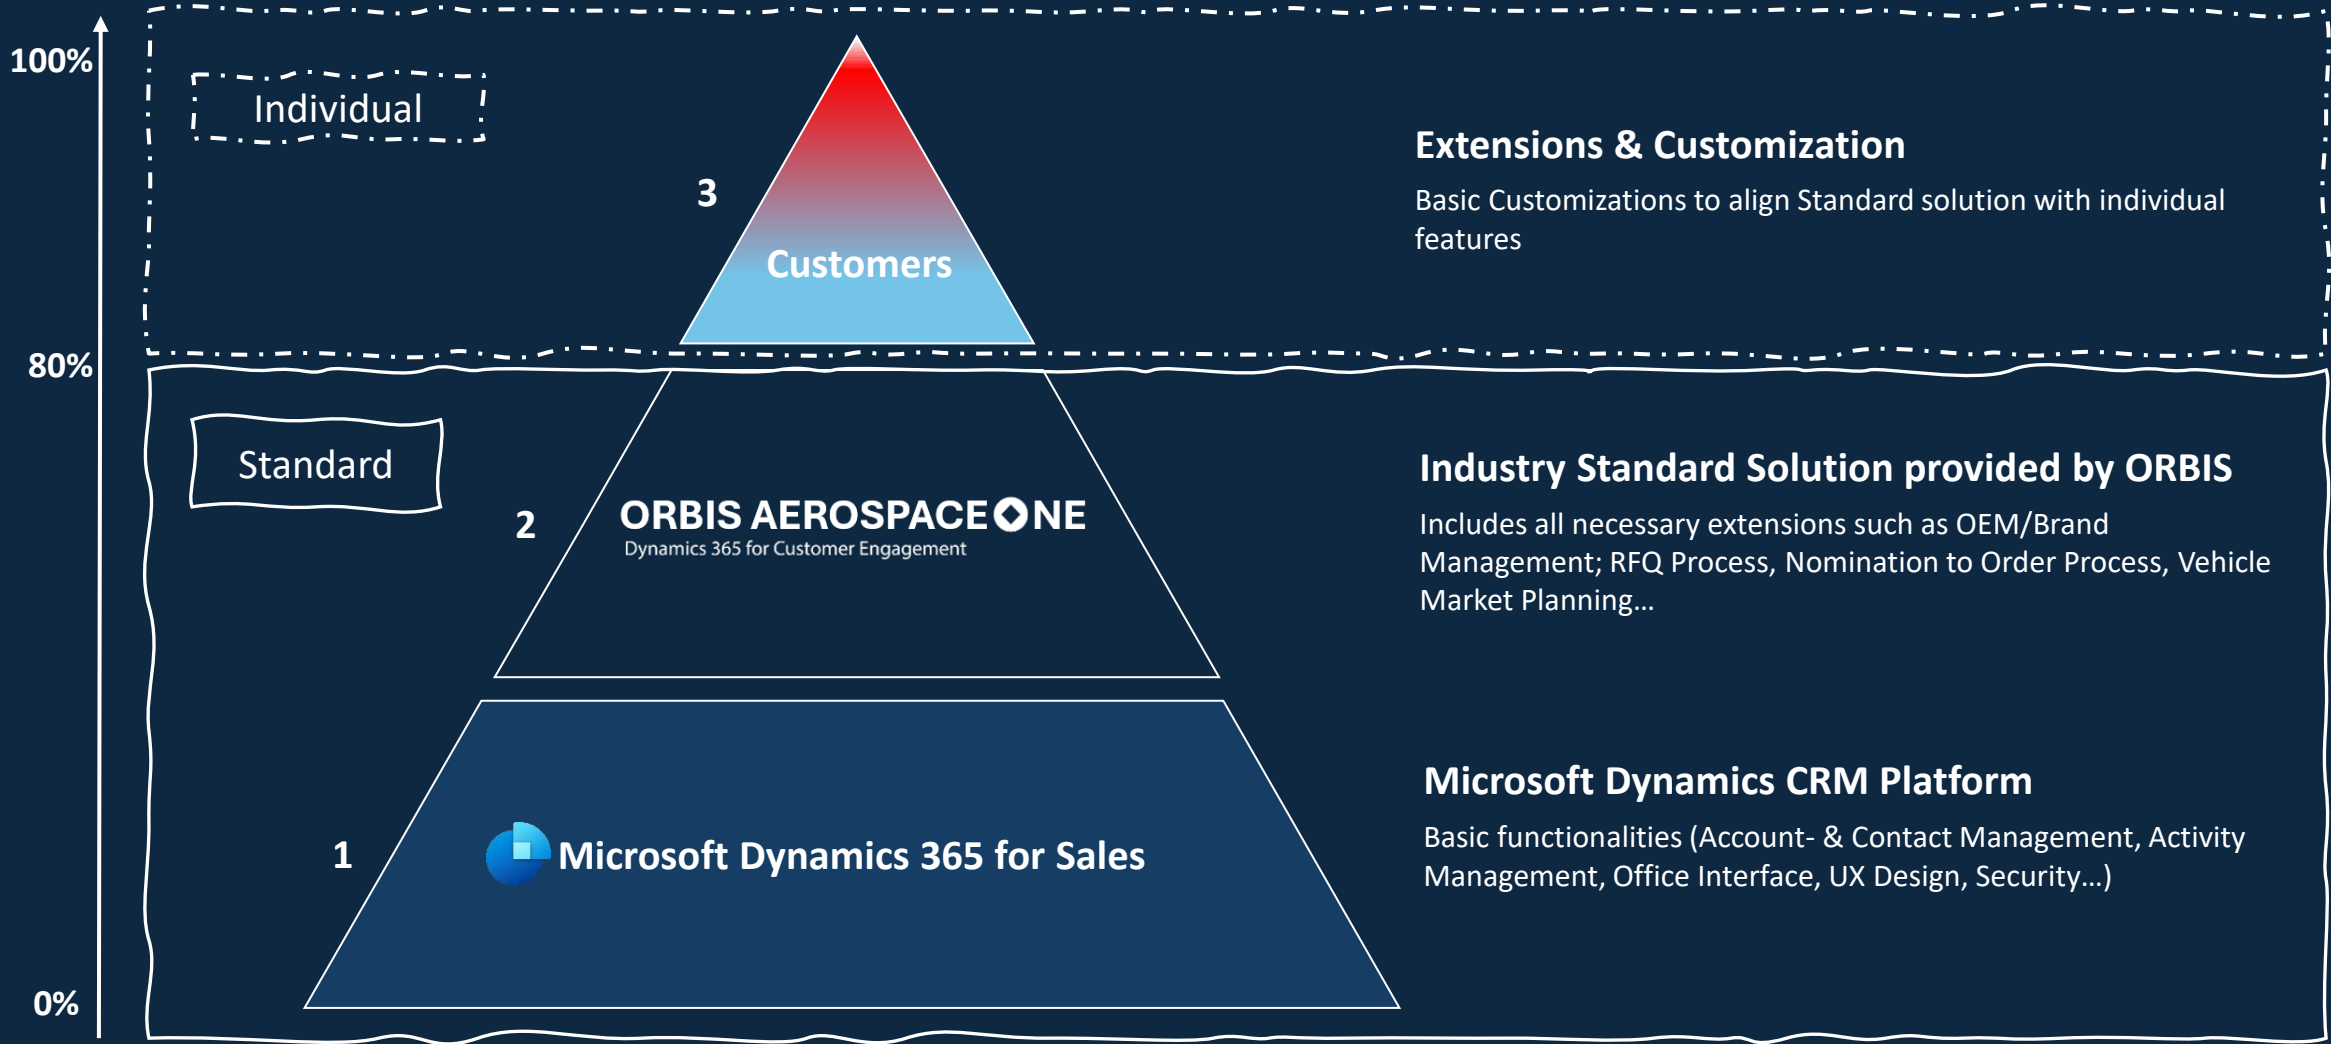 100%
Individual
3
Customers
Extensions & Customization
Basic Customizations to align Standard solution with individual
features
80%
Standard
2
ORBIS AEROSPACE ONE
Dynamics 365 for Customer Engagement
Industry Standard Solution provided by ORBIS
Includes all necessary extensions such as OEM/Brand
Management; RFQ Process, Nomination to Order Process, Vehicle
Market Planning…
1
Microsoft Dynamics 365 for Sales
Microsoft Dynamics CRM Platform
Basic functionalities (Account- & Contact Management, Activity
Management, Office Interface, UX Design, Security…)
0%